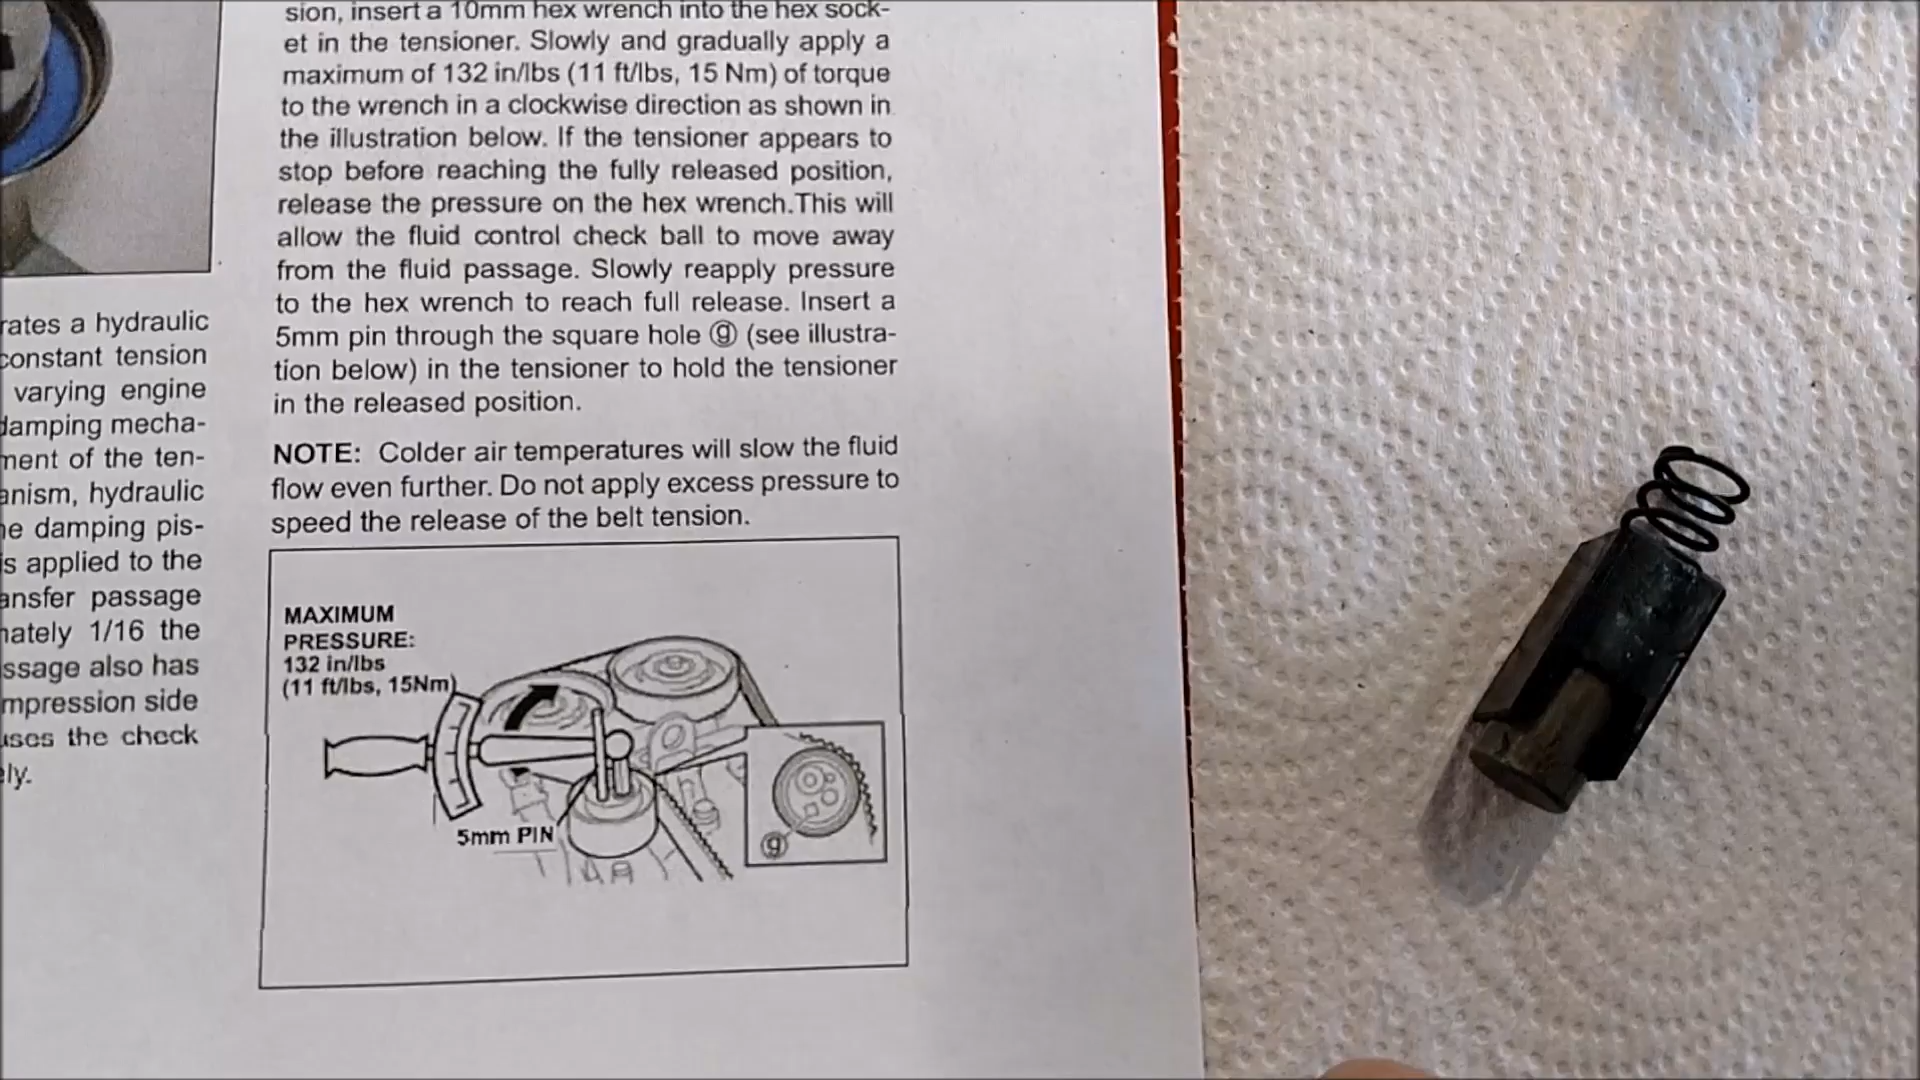 rates a hydraulic
constant tension
varying engine
damping mecha-
ment of the ten-
anism, hydraulic
he damping pis-
is applied to the
ansfer passage
mately 1/16 the
ssage also has
mpression side
uses the check
ely.
sion, insert a 10mm hex wrench into the hex sock-
et in the tensioner. Slowly and gradually apply a
maximum of 132 in/lbs (11 ft/lbs, 15 Nm) of torque
to the wrench in a clockwise direction as shown in
the illustration below. If the tensioner appears to
stop before reaching the fully released position,
release the pressure on the hex wrench.This will
allow the fluid control check ball to move away
from the fluid passage. Slowly reapply pressure
to the hex wrench to reach full release. Insert a
5mm pin through the square hole ⓖ (see illustra-
tion below) in the tensioner to hold the tensioner
in the released position.
NOTE: Colder air temperatures will slow the fluid
flow even further. Do not apply excess pressure to
speed the release of the belt tension.
MAXIMUM
PRESSURE:
132 in/lbs
(11 ft/lbs, 15Nm)
5mm PIN
ⓖ